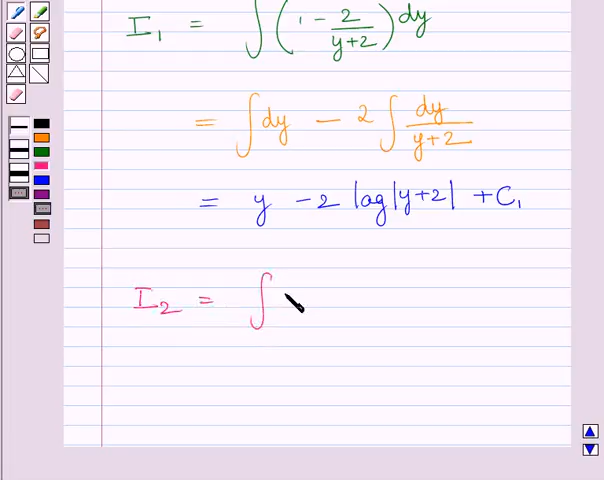 I₁ = ∫(1 - 2/(y+2))dy
= ∫dy - 2∫dy/(y+2)
= y - 2 log|y+2| + C₁
I₂ = ∫